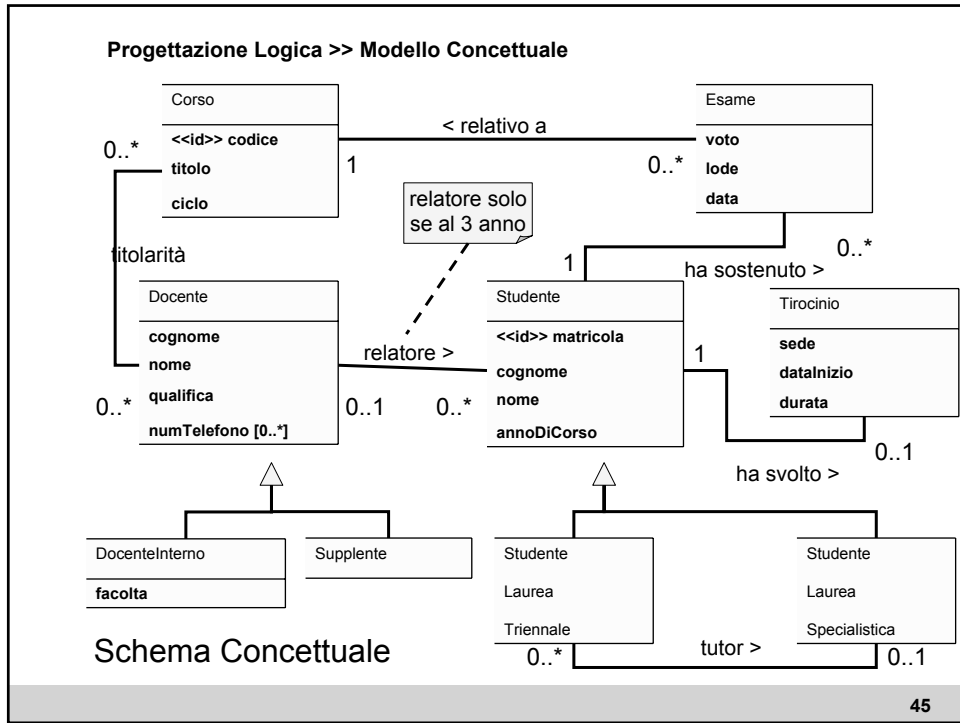 Progettazione Logica >> Modello Concettuale
Corso
<<id>> codice
titolo
ciclo
0..*
1
< relativo a
0..*
Esame
voto
lode
data
relatore solo
se al 3 anno
titolarità
1
ha sostenuto >
0..*
Docente
cognome
nome
qualifica
numTelefono [0..*]
0..*
0..1
relatore >
0..*
Studente
<<id>> matricola
cognome
nome
annoDiCorso
1
Tirocinio
sede
dataInizio
durata
0..1
ha svolto >
DocenteInterno
facolta
Supplente
Studente
Laurea
Triennale
Studente
Laurea
Specialistica
0..*
tutor >
0..1
Schema Concettuale
45